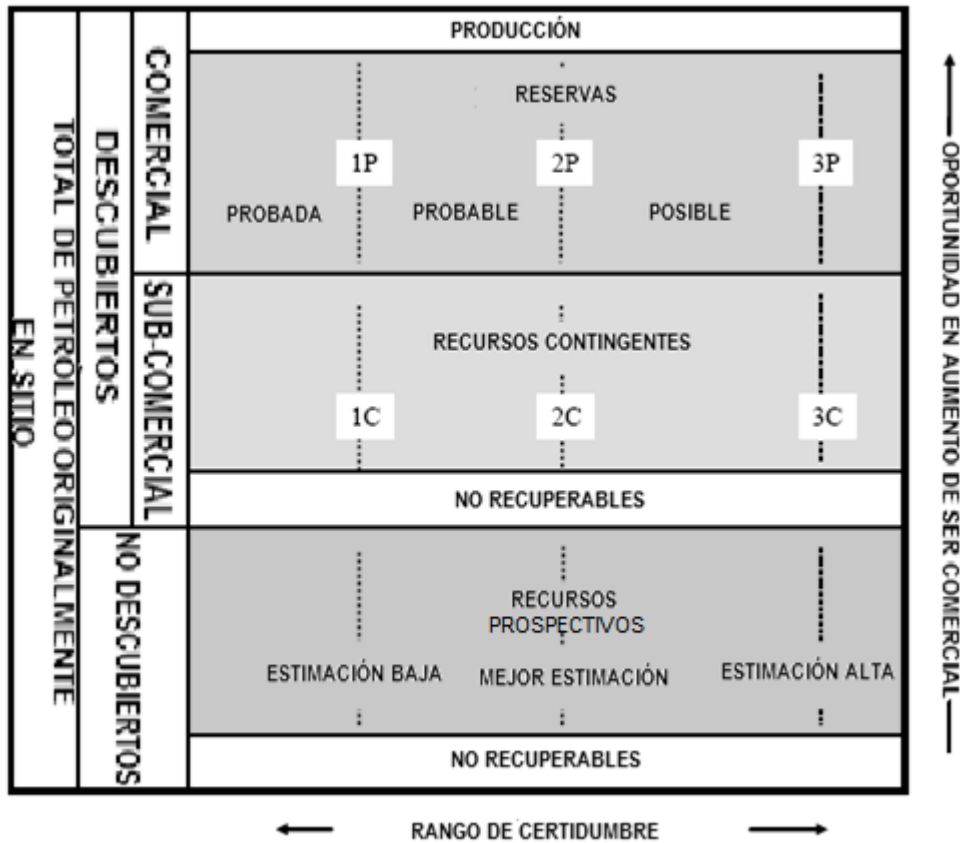 TOTAL DE PETRÓLEO ORIGINALMENTE
EN SITIO
DESCUBIERTOS
NO DESCUBIERTOS
COMERCIAL
SUB-COMERCIAL
PRODUCCIÓN
RESERVAS
1P
2P
3P
PROBADA
PROBABLE
POSIBLE
RECURSOS CONTINGENTES
1C
2C
3C
NO RECUPERABLES
RECURSOS
PROSPECTIVOS
ESTIMACIÓN BAJA
MEJOR ESTIMACIÓN
ESTIMACIÓN ALTA
NO RECUPERABLES
OPORTUNIDAD EN AUMENTO DE SER COMERCIAL
RANGO DE CERTIDUMBRE